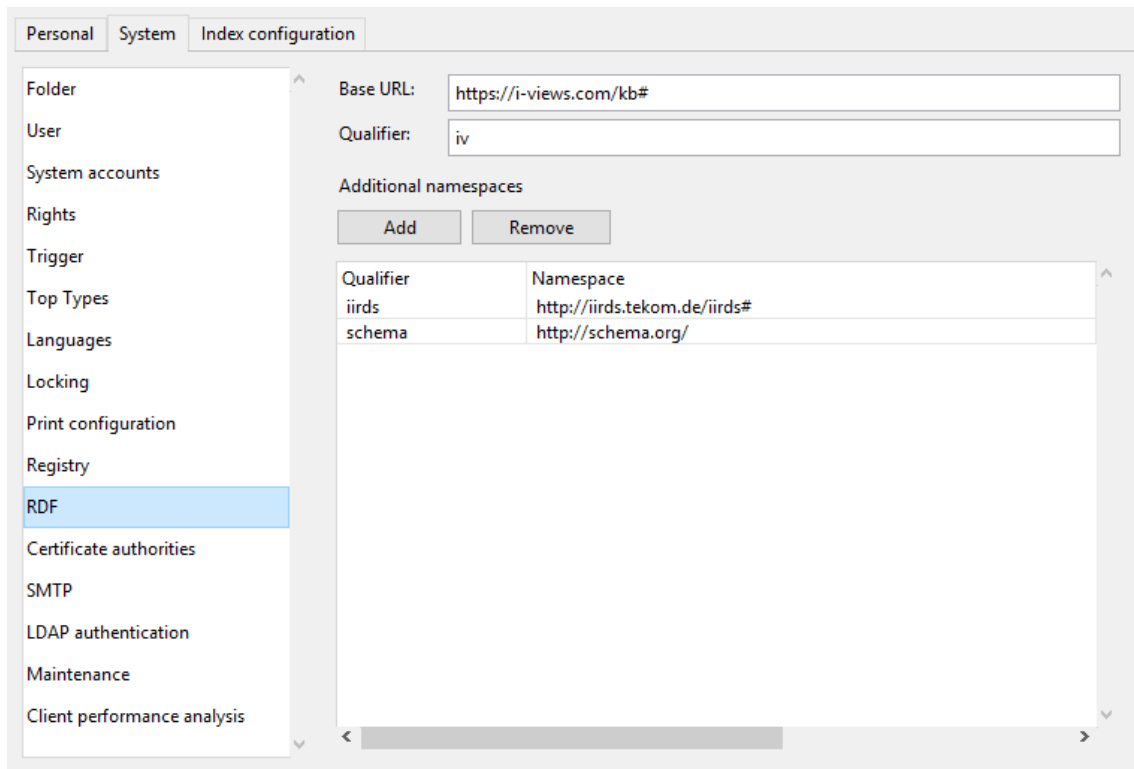 Personal System Index configuration
Folder
User
System accounts
Rights
Trigger
Top Types
Languages
Locking
Print configuration
Registry
RDF
Certificate authorities
SMTP
LDAP authentication
Maintenance
Client performance analysis
Base URL: https://i-views.com/kb#
Qualifier: iv
Additional namespaces
Add Remove
Qualifier Namespace
iirds http://iirds.tekom.de/iirds#
schema http://schema.org/